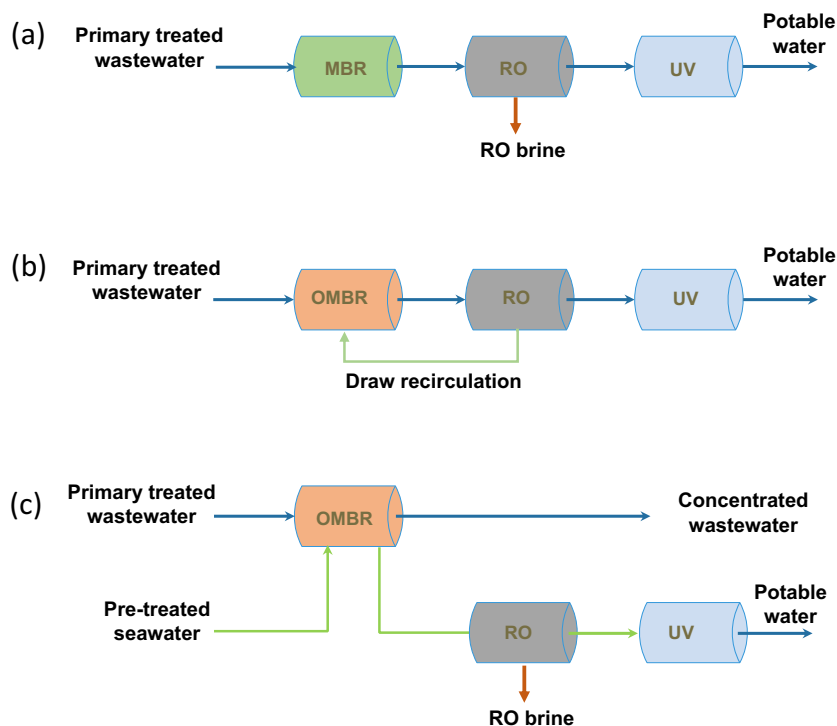 (a)
Primary treated
wastewater
MBR
RO
UV
Potable
water
RO brine
(b)
Primary treated
wastewater
OMBR
RO
UV
Potable
water
Draw recirculation
(c)
Primary treated
wastewater
OMBR
Concentrated
wastewater
Pre-treated
seawater
RO
UV
Potable
water
RO brine